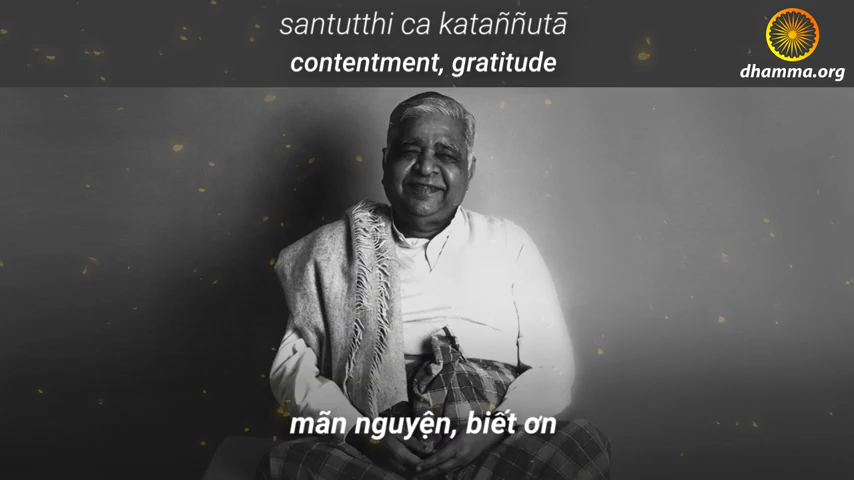 santutthi ca kataññutā
contentment, gratitude
dhamma.org
mãn nguyện, biết ơn